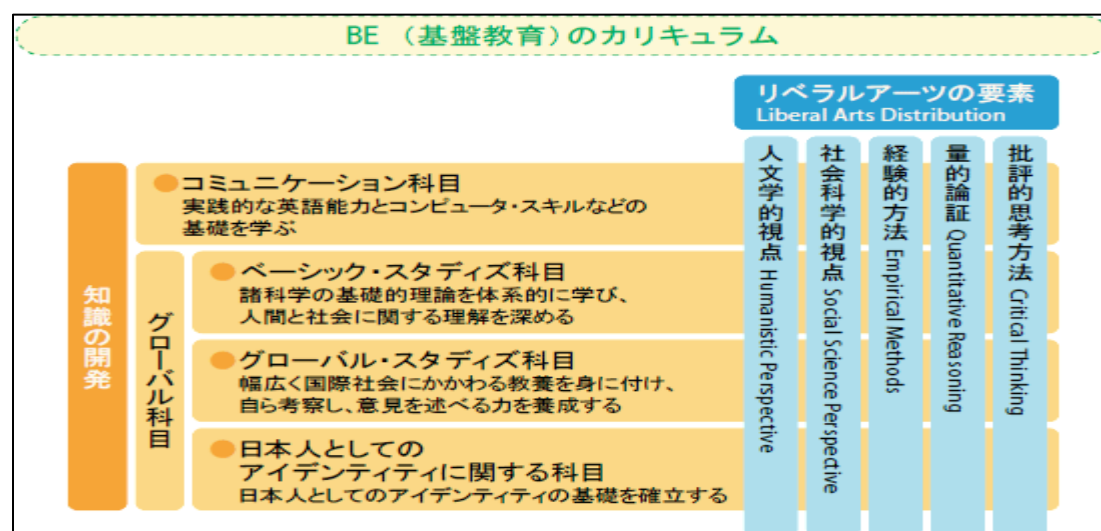 BE （基盤教育）のカリキュラム
リベラルアーツの要素
Liberal Arts Distribution
人文学的視点 Humanistic Perspective
社会科学的視点 Social Science Perspective
経験的方法 Empirical Methods
量的論証 Quantitative Reasoning
批評的思考方法 Critical Thinking
知識の開発
コミュニケーション科目
実践的な英語能力とコンピュータ・スキルなどの
基礎を学ぶ
グローバル科目
ベーシック・スタディズ科目
諸科学の基礎的理論を体系的に学び、
人間と社会に関する理解を深める
グローバル・スタディズ科目
幅広く国際社会にかかわる教養を身に付け、
自ら考察し、意見を述べる力を養成する
日本人としての
アイデンティティに関する科目
日本人としてのアイデンティティの基礎を確立する